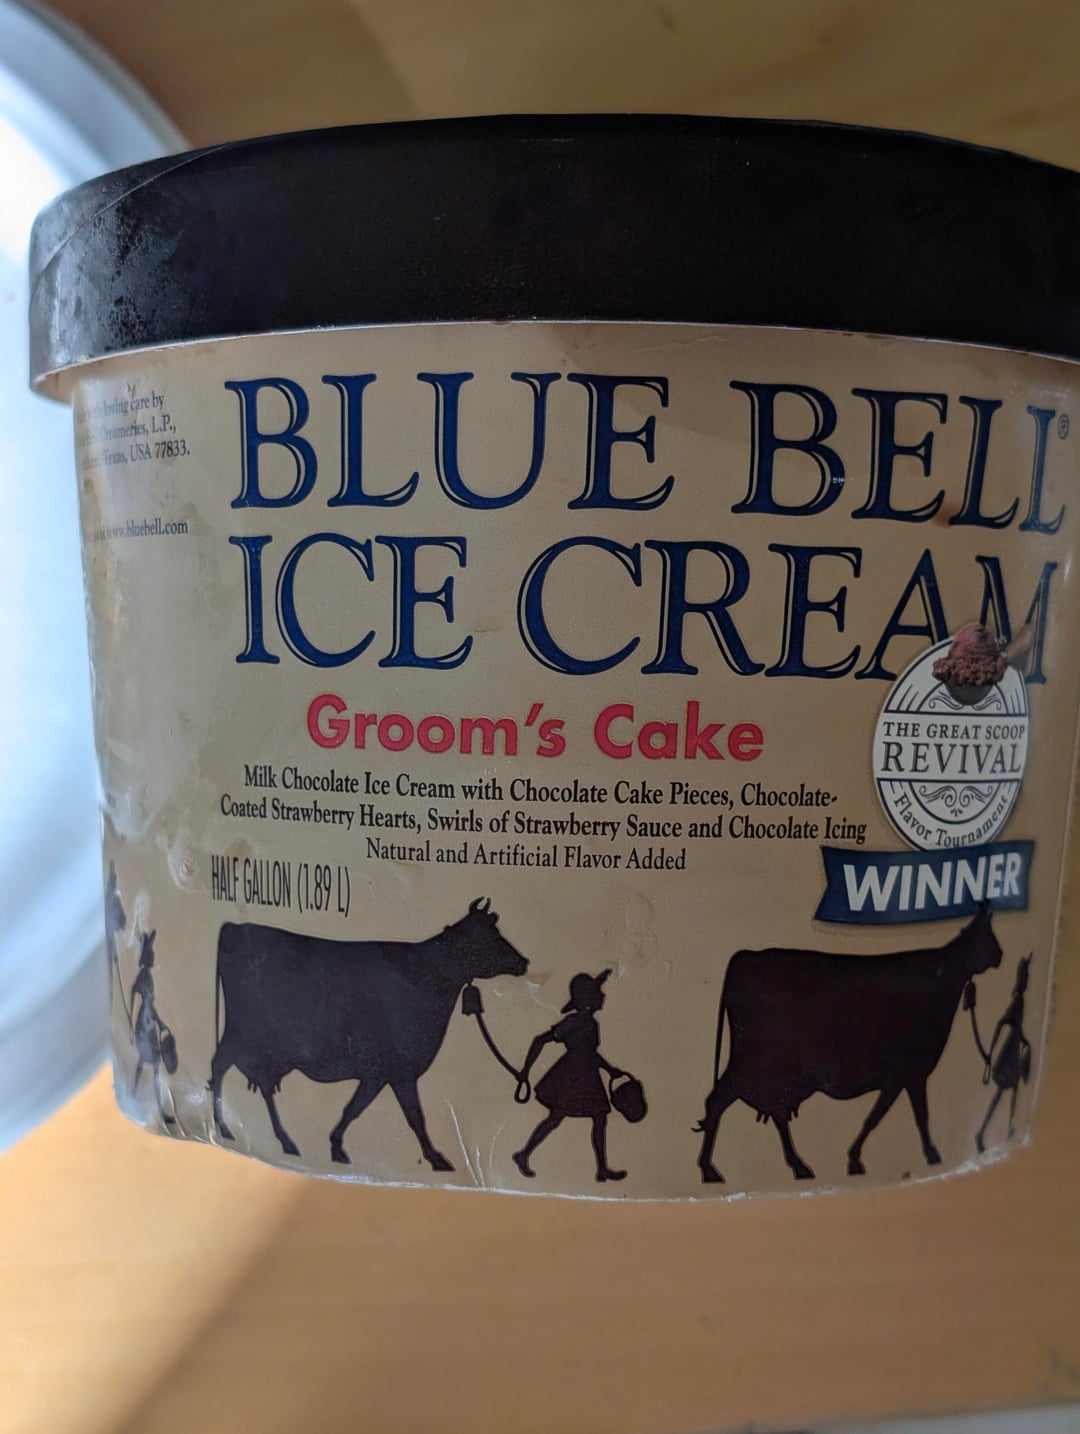 loving care by
Creameries, L.P.,
Texas, USA 77833.
www.bluebell.com
BLUE BELL®
ICE CREAM
Groom's Cake
Milk Chocolate Ice Cream with Chocolate Cake Pieces, Chocolate-
Coated Strawberry Hearts, Swirls of Strawberry Sauce and Chocolate Icing
Natural and Artificial Flavor Added
HALF GALLON (1.89 L)
THE GREAT SCOOP
REVIVAL
Flavor Tournament
WINNER